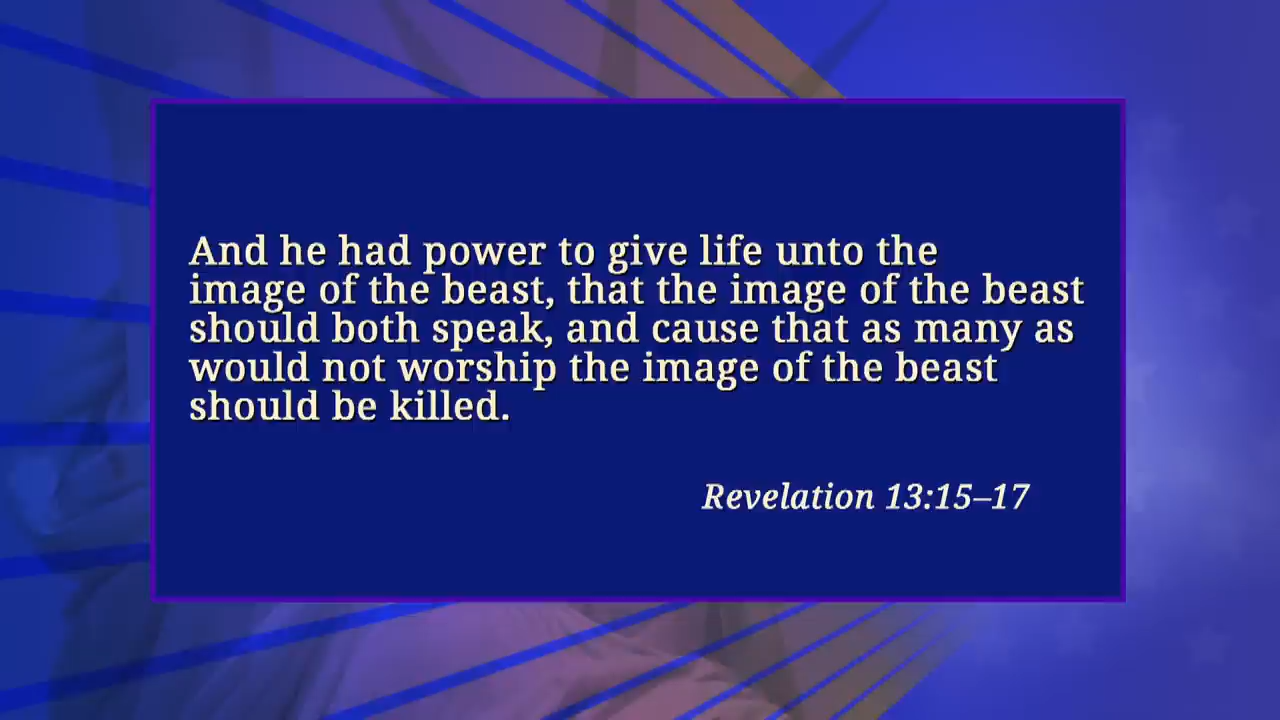 And he had power to give life unto the
image of the beast, that the image of the beast
should both speak, and cause that as many as
would not worship the image of the beast
should be killed.
Revelation 13:15–17